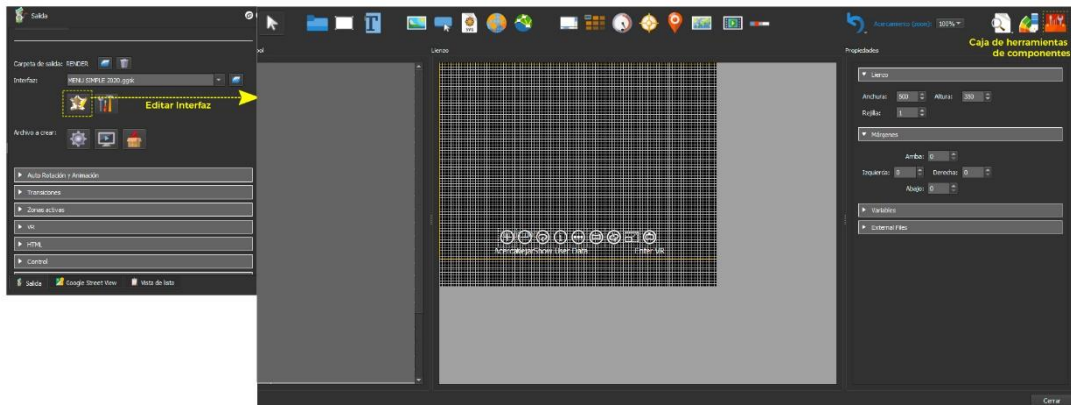 Salida
Carpeta de salida: RENDER
Interfaz:
MENU SIMPLE 2020.ggsk
Editar Interfaz
Archivo a crear:
Auto Rotación y Animación
Transiciones
Zonas activas
VR
HTML
Control
Salida
Google Street View
Vista de lista
Lienzo
Acercamiento (zoom): 100%
Caja de herramientas
de componentes
Propiedades
Lienzo
Anchura: 500 Altura: 350
Rejilla: 1
Márgenes
Arriba: 0
Izquierda: 0 Derecha: 0
Abajo: 0
Variables
External Files
User Data
Enter VR
Cerrar